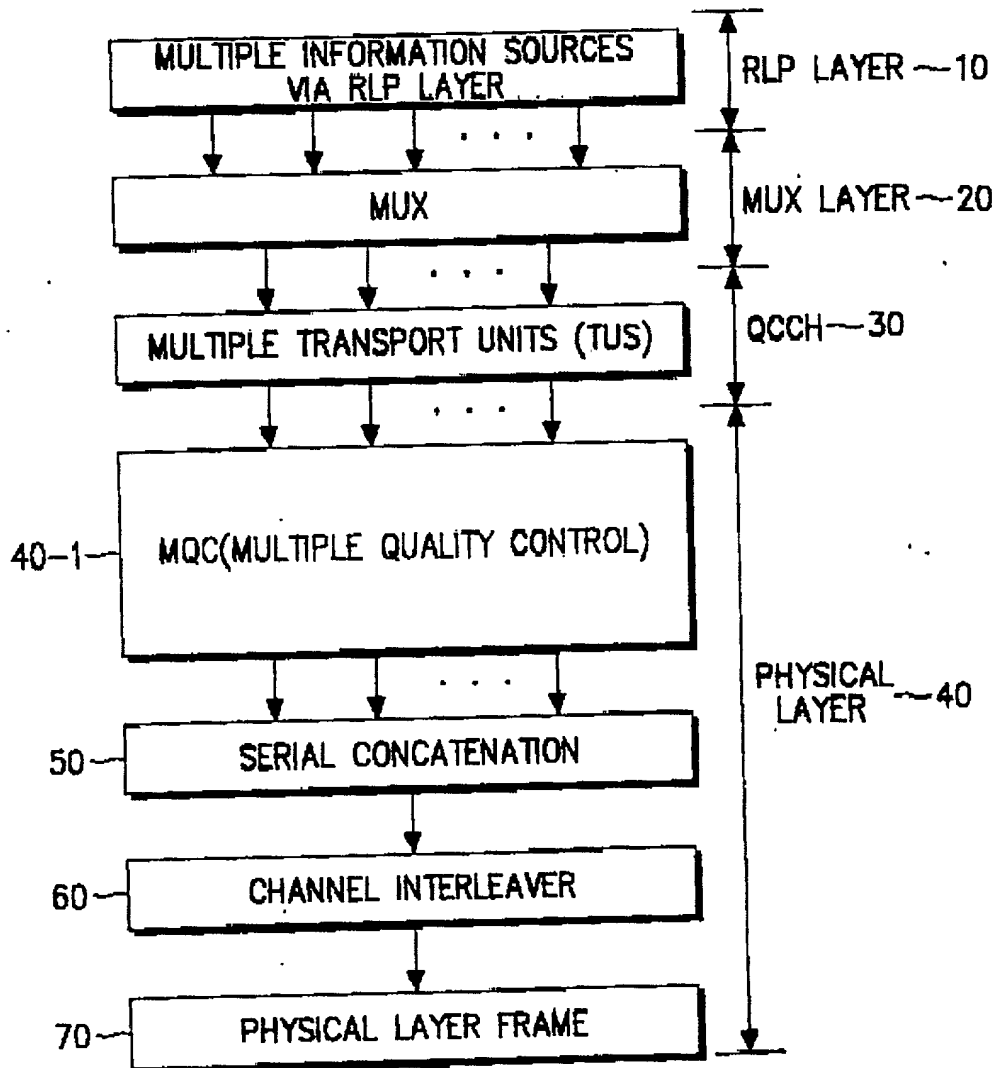 MULTIPLE INFORMATION SOURCES
VIA RLP LAYER
RLP LAYER 10
MUX
MUX LAYER 20
MULTIPLE TRANSPORT UNITS (TUS)
QCCH 30
40-1
MQC(MULTIPLE QUALITY CONTROL)
PHYSICAL
LAYER 40
50
SERIAL CONCATENATION
60
CHANNEL INTERLEAVER
70
PHYSICAL LAYER FRAME